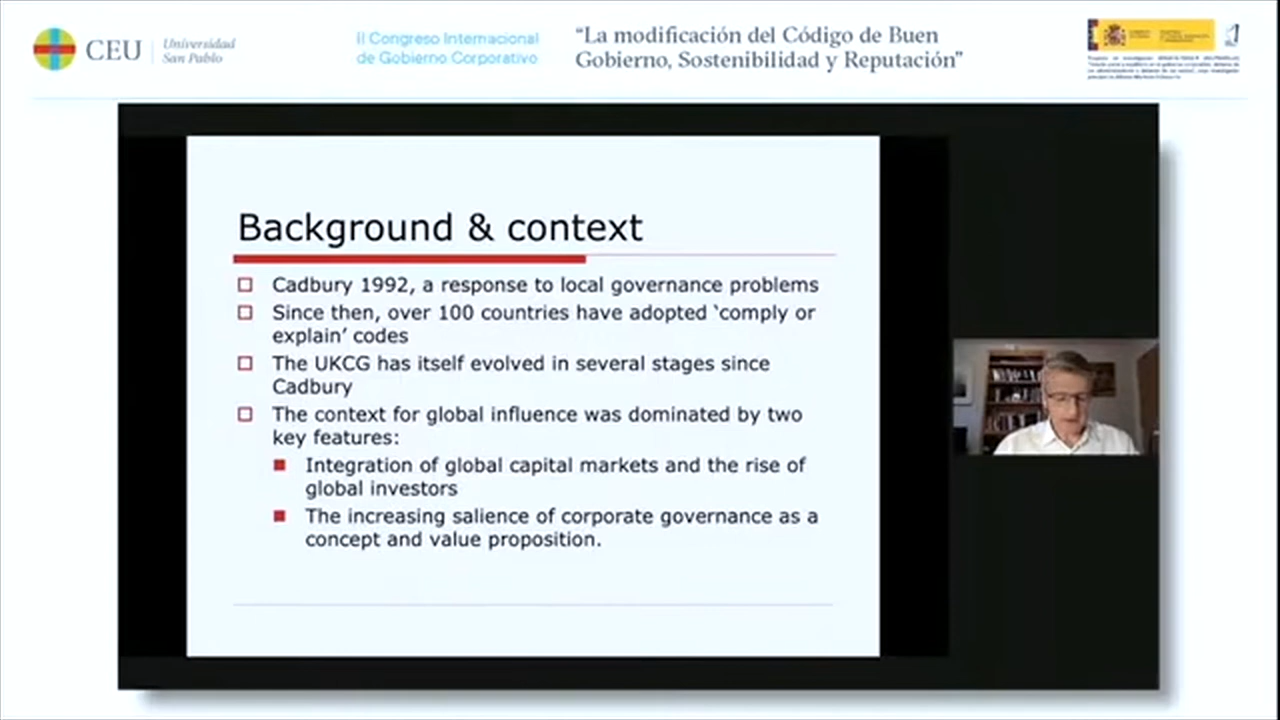 CEU
Universidad
San Pablo
II Congreso Internacional
de Gobierno Corporativo
“La modificación del Código de Buen
Gobierno, Sostenibilidad y Reputación”
Background & context
Cadbury 1992, a response to local governance problems
Since then, over 100 countries have adopted ‘comply or
explain’ codes
The UKCG has itself evolved in several stages since
Cadbury
The context for global influence was dominated by two
key features:
Integration of global capital markets and the rise of
global investors
The increasing salience of corporate governance as a
concept and value proposition.